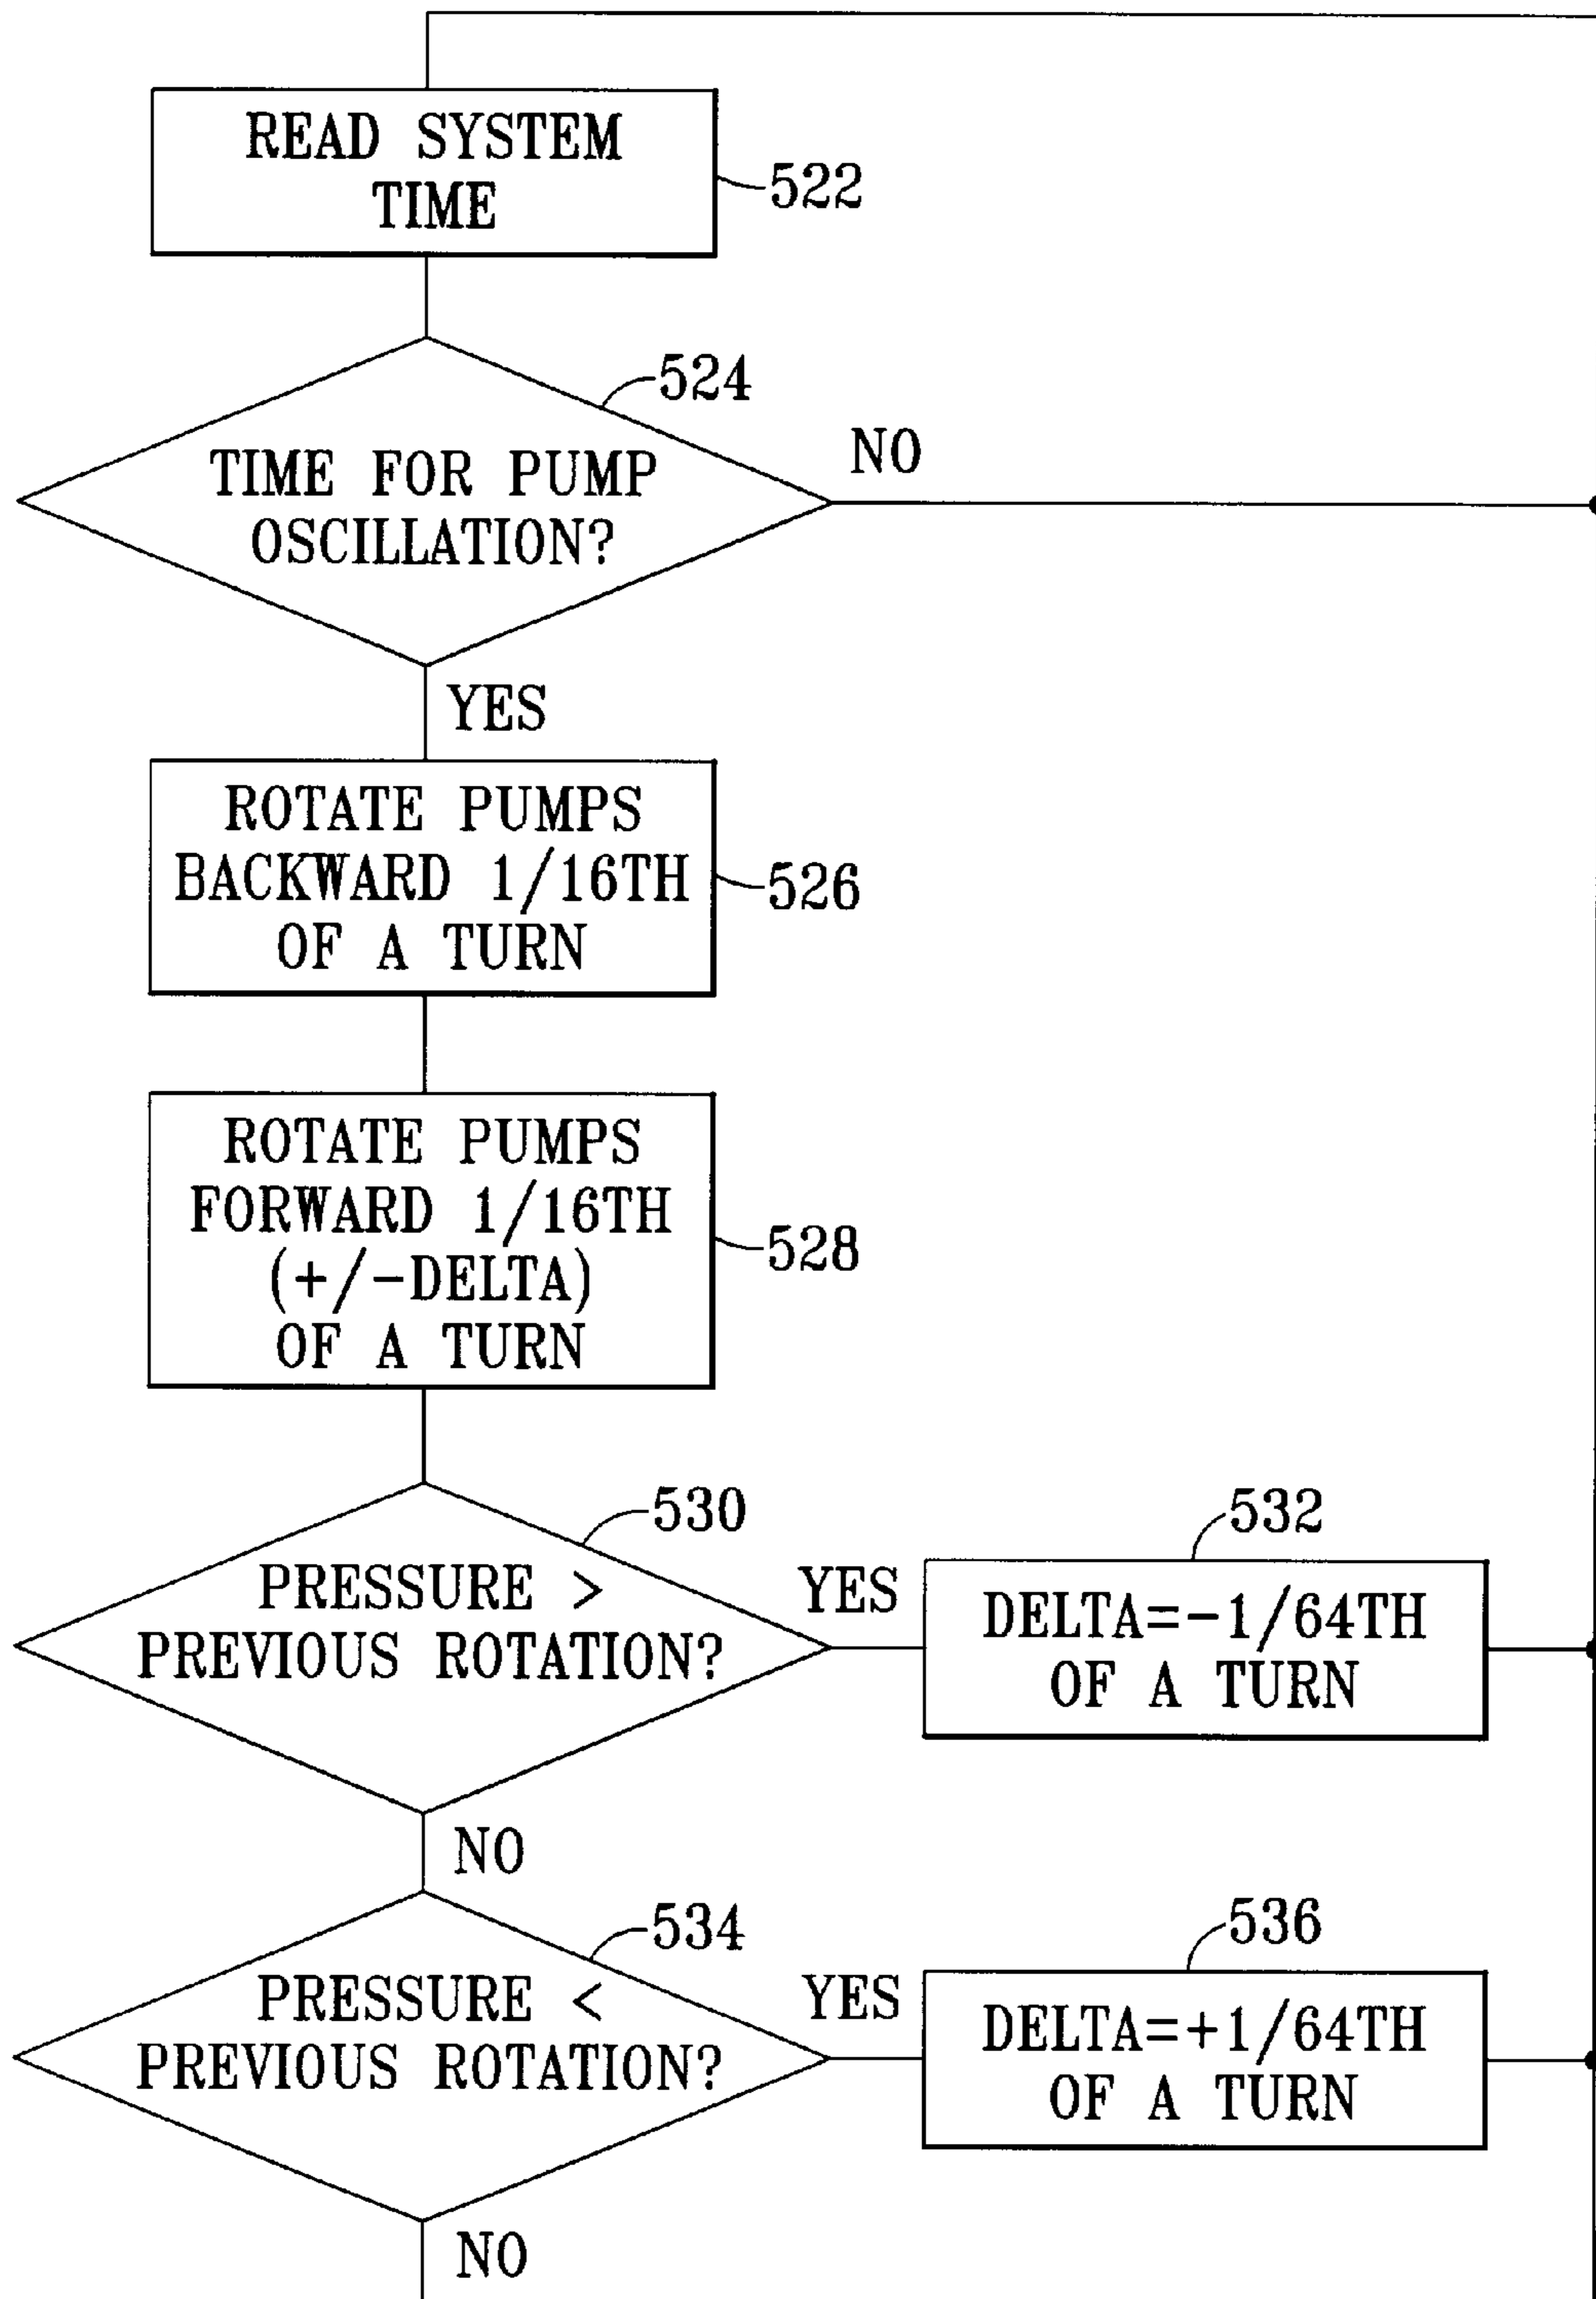 READ SYSTEM
TIME
522
524
TIME FOR PUMP
OSCILLATION?
NO
YES
ROTATE PUMPS
BACKWARD 1/16TH
OF A TURN
526
ROTATE PUMPS
FORWARD 1/16TH
(+/-DELTA)
OF A TURN
528
530
PRESSURE >
PREVIOUS ROTATION?
YES
532
DELTA=-1/64TH
OF A TURN
NO
534
PRESSURE <
PREVIOUS ROTATION?
YES
536
DELTA=+1/64TH
OF A TURN
NO